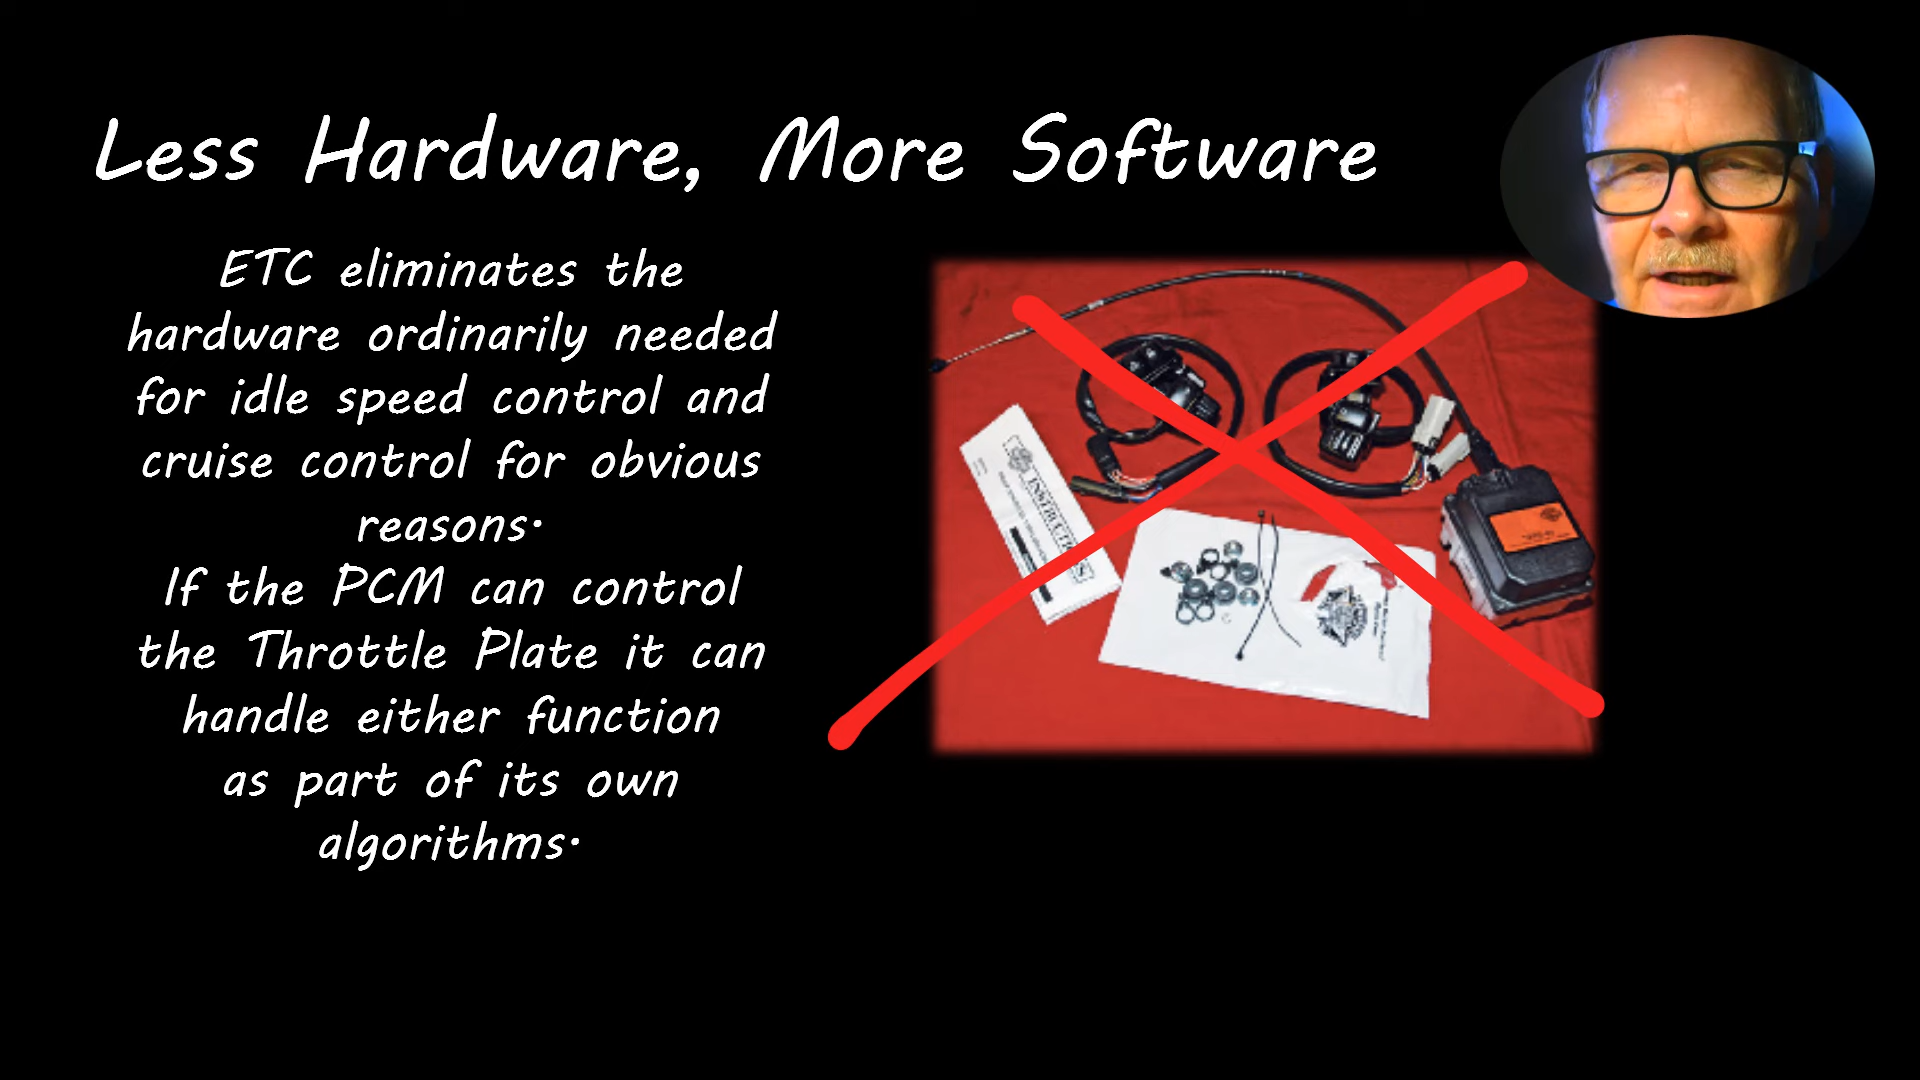 Less Hardware, More Software
ETC eliminates the
hardware ordinarily needed
for idle speed control and
cruise control for obvious
reasons.
If the PCM can control
the Throttle Plate it can
handle either function
as part of its own
algorithms.